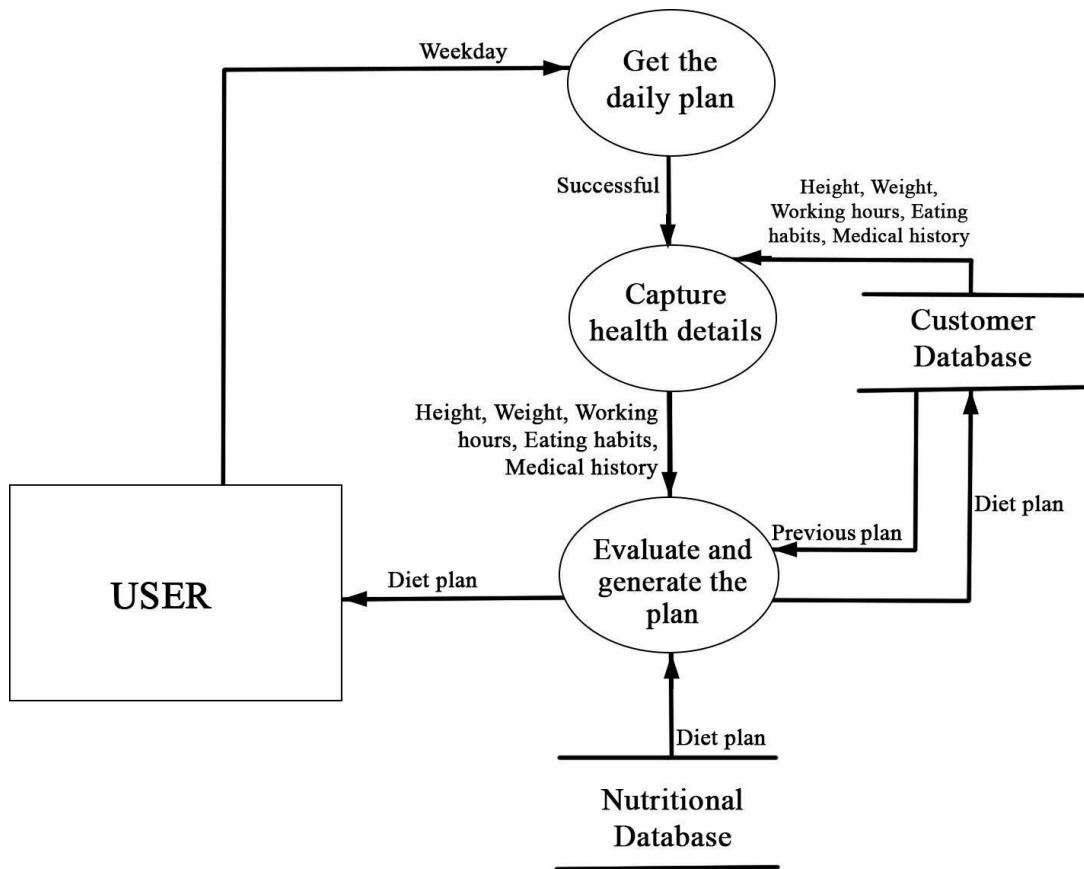 Weekday
Get the
daily plan
Successful
Height, Weight,
Working hours, Eating
habits, Medical history
Capture
health details
Customer
Database
Height, Weight, Working
hours, Eating habits,
Medical history
Diet plan
Previous plan
Evaluate and
generate the
plan
Diet plan
USER
Diet plan
Nutritional
Database